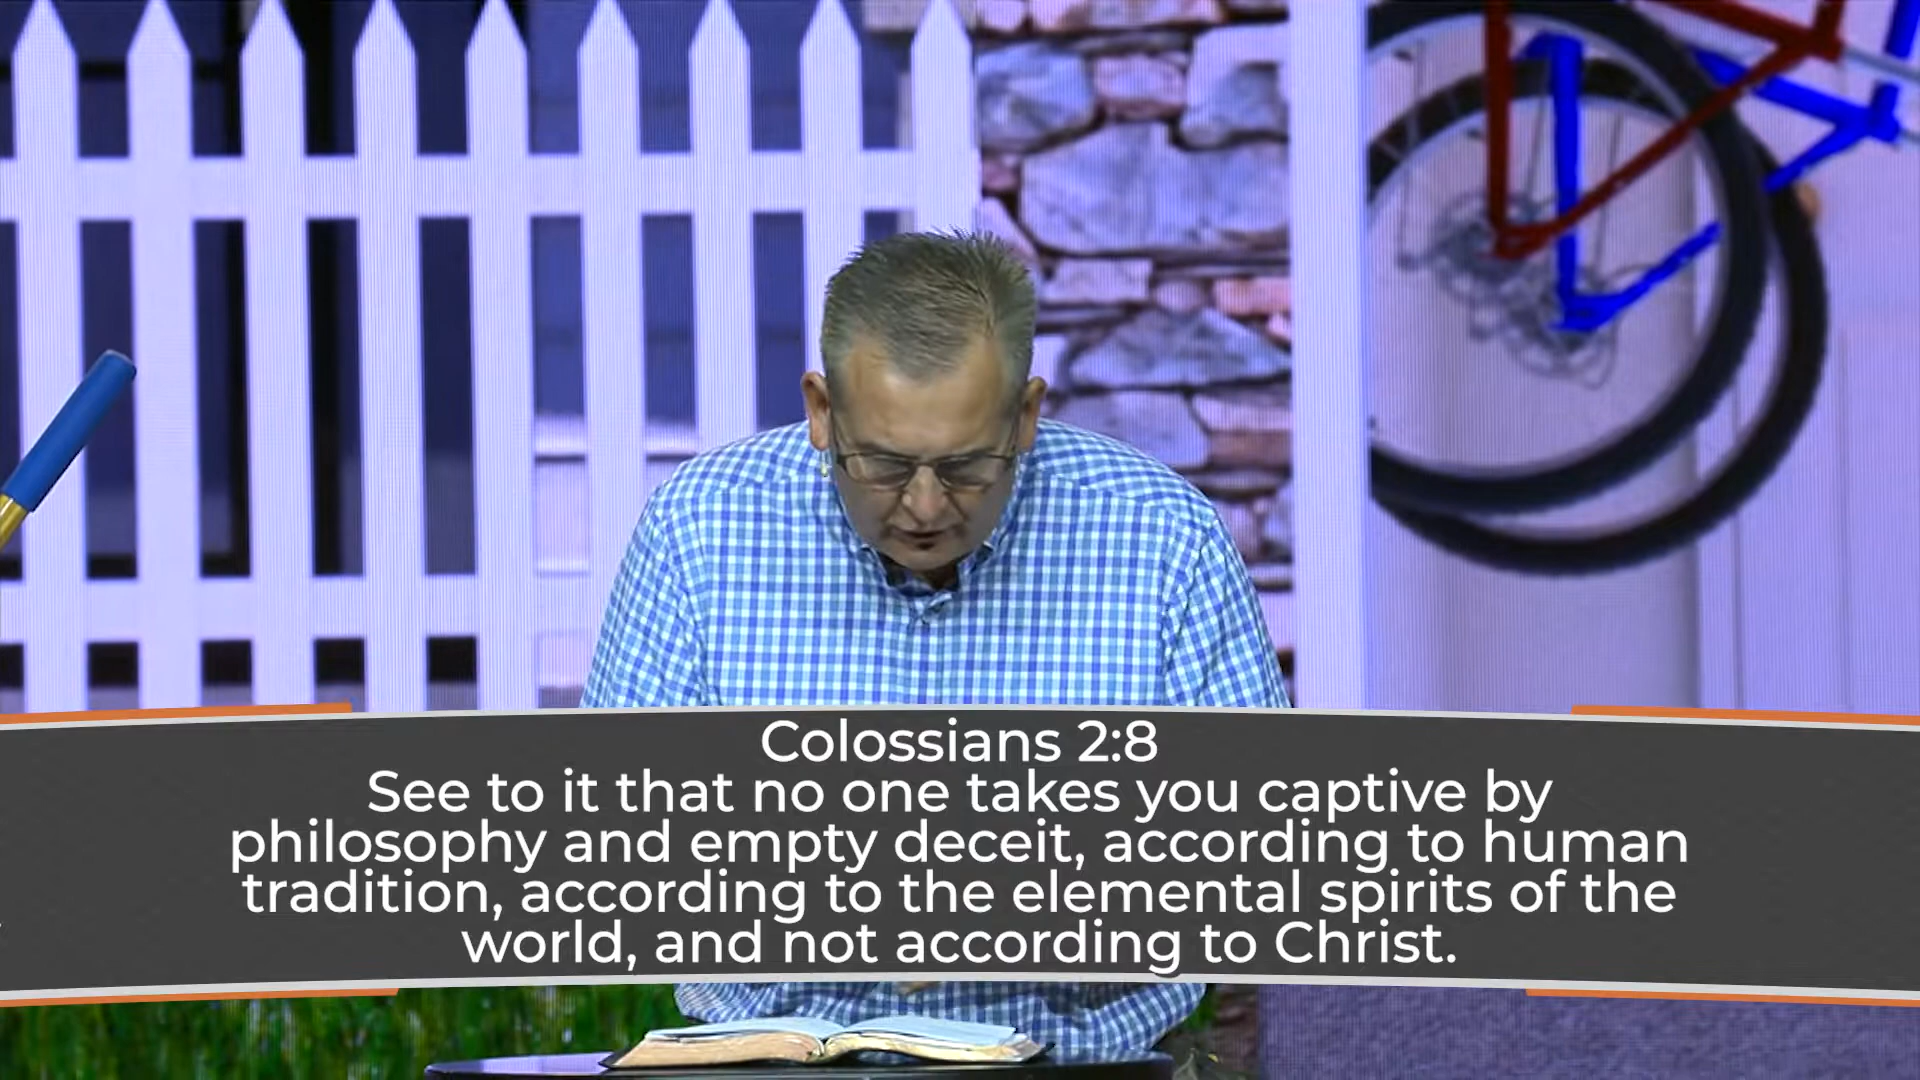 Colossians 2:8
See to it that no one takes you captive by
philosophy and empty deceit, according to human
tradition, according to the elemental spirits of the
world, and not according to Christ.